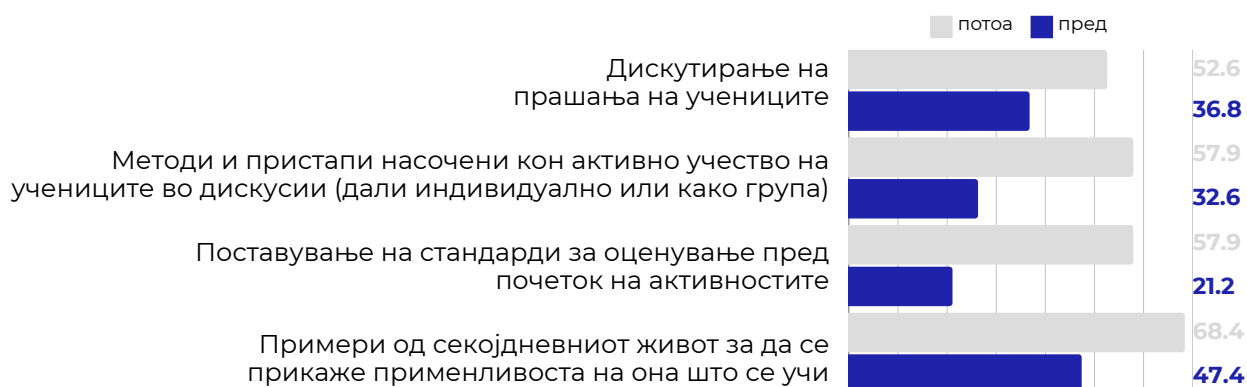 потоа пред
Дискутирање на
прашања на учениците
52.6
36.8
Методи и пристапи насочени кон активно учество на
учениците во дискусии (дали индивидуално или како група)
57.9
32.6
Поставување на стандарди за оценување пред
почеток на активностите
57.9
21.2
Примери од секојдневниот живот за да се
прикаже применливоста на она што се учи
68.4
47.4